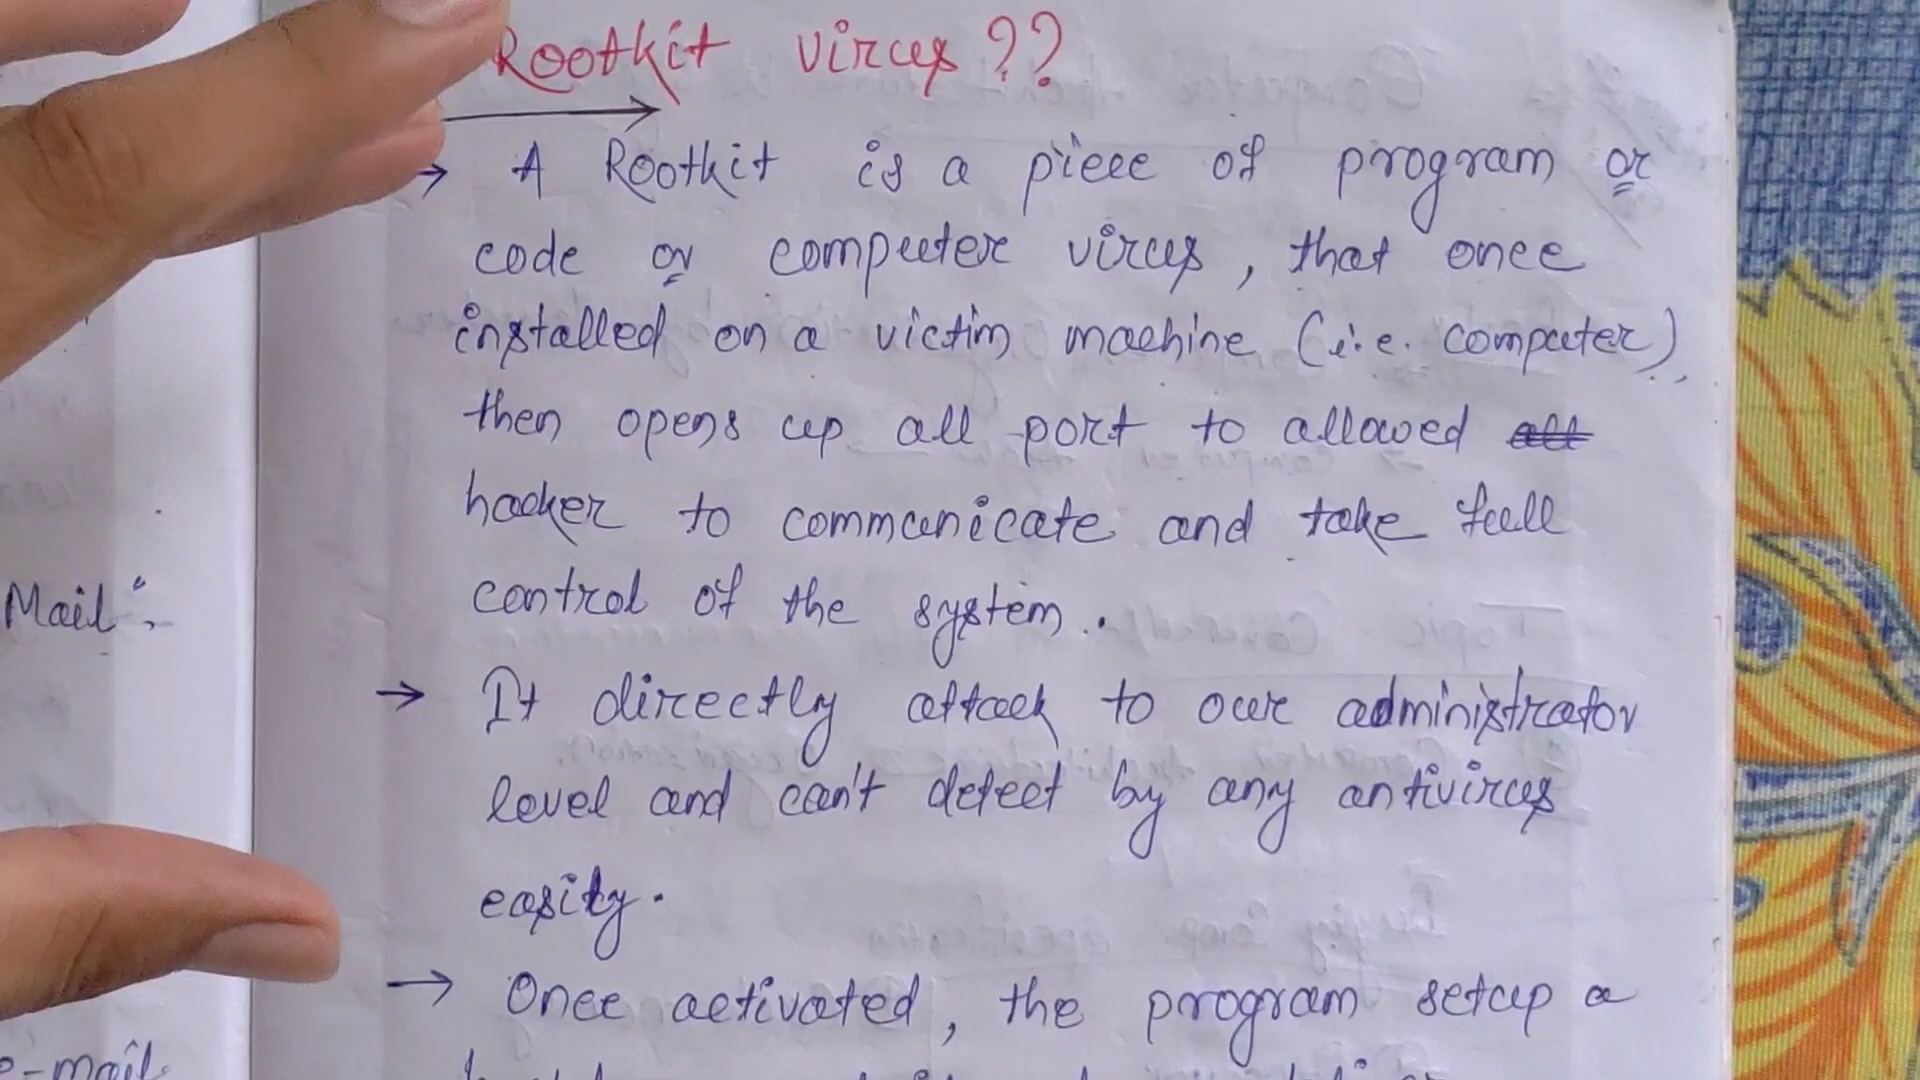 Rootkit virus??
→ A Rootkit is a piece of program or
code or computer virus, that once
installed on a victim machine (i.e. computer),
then opens up all port to allowed
hacker to communicate and take full
control of the system.
→ It directly attack to our administrator
level and can't detect by any antivirus
easity.
→ Once activated, the program setup a
Mail:-
e-mail